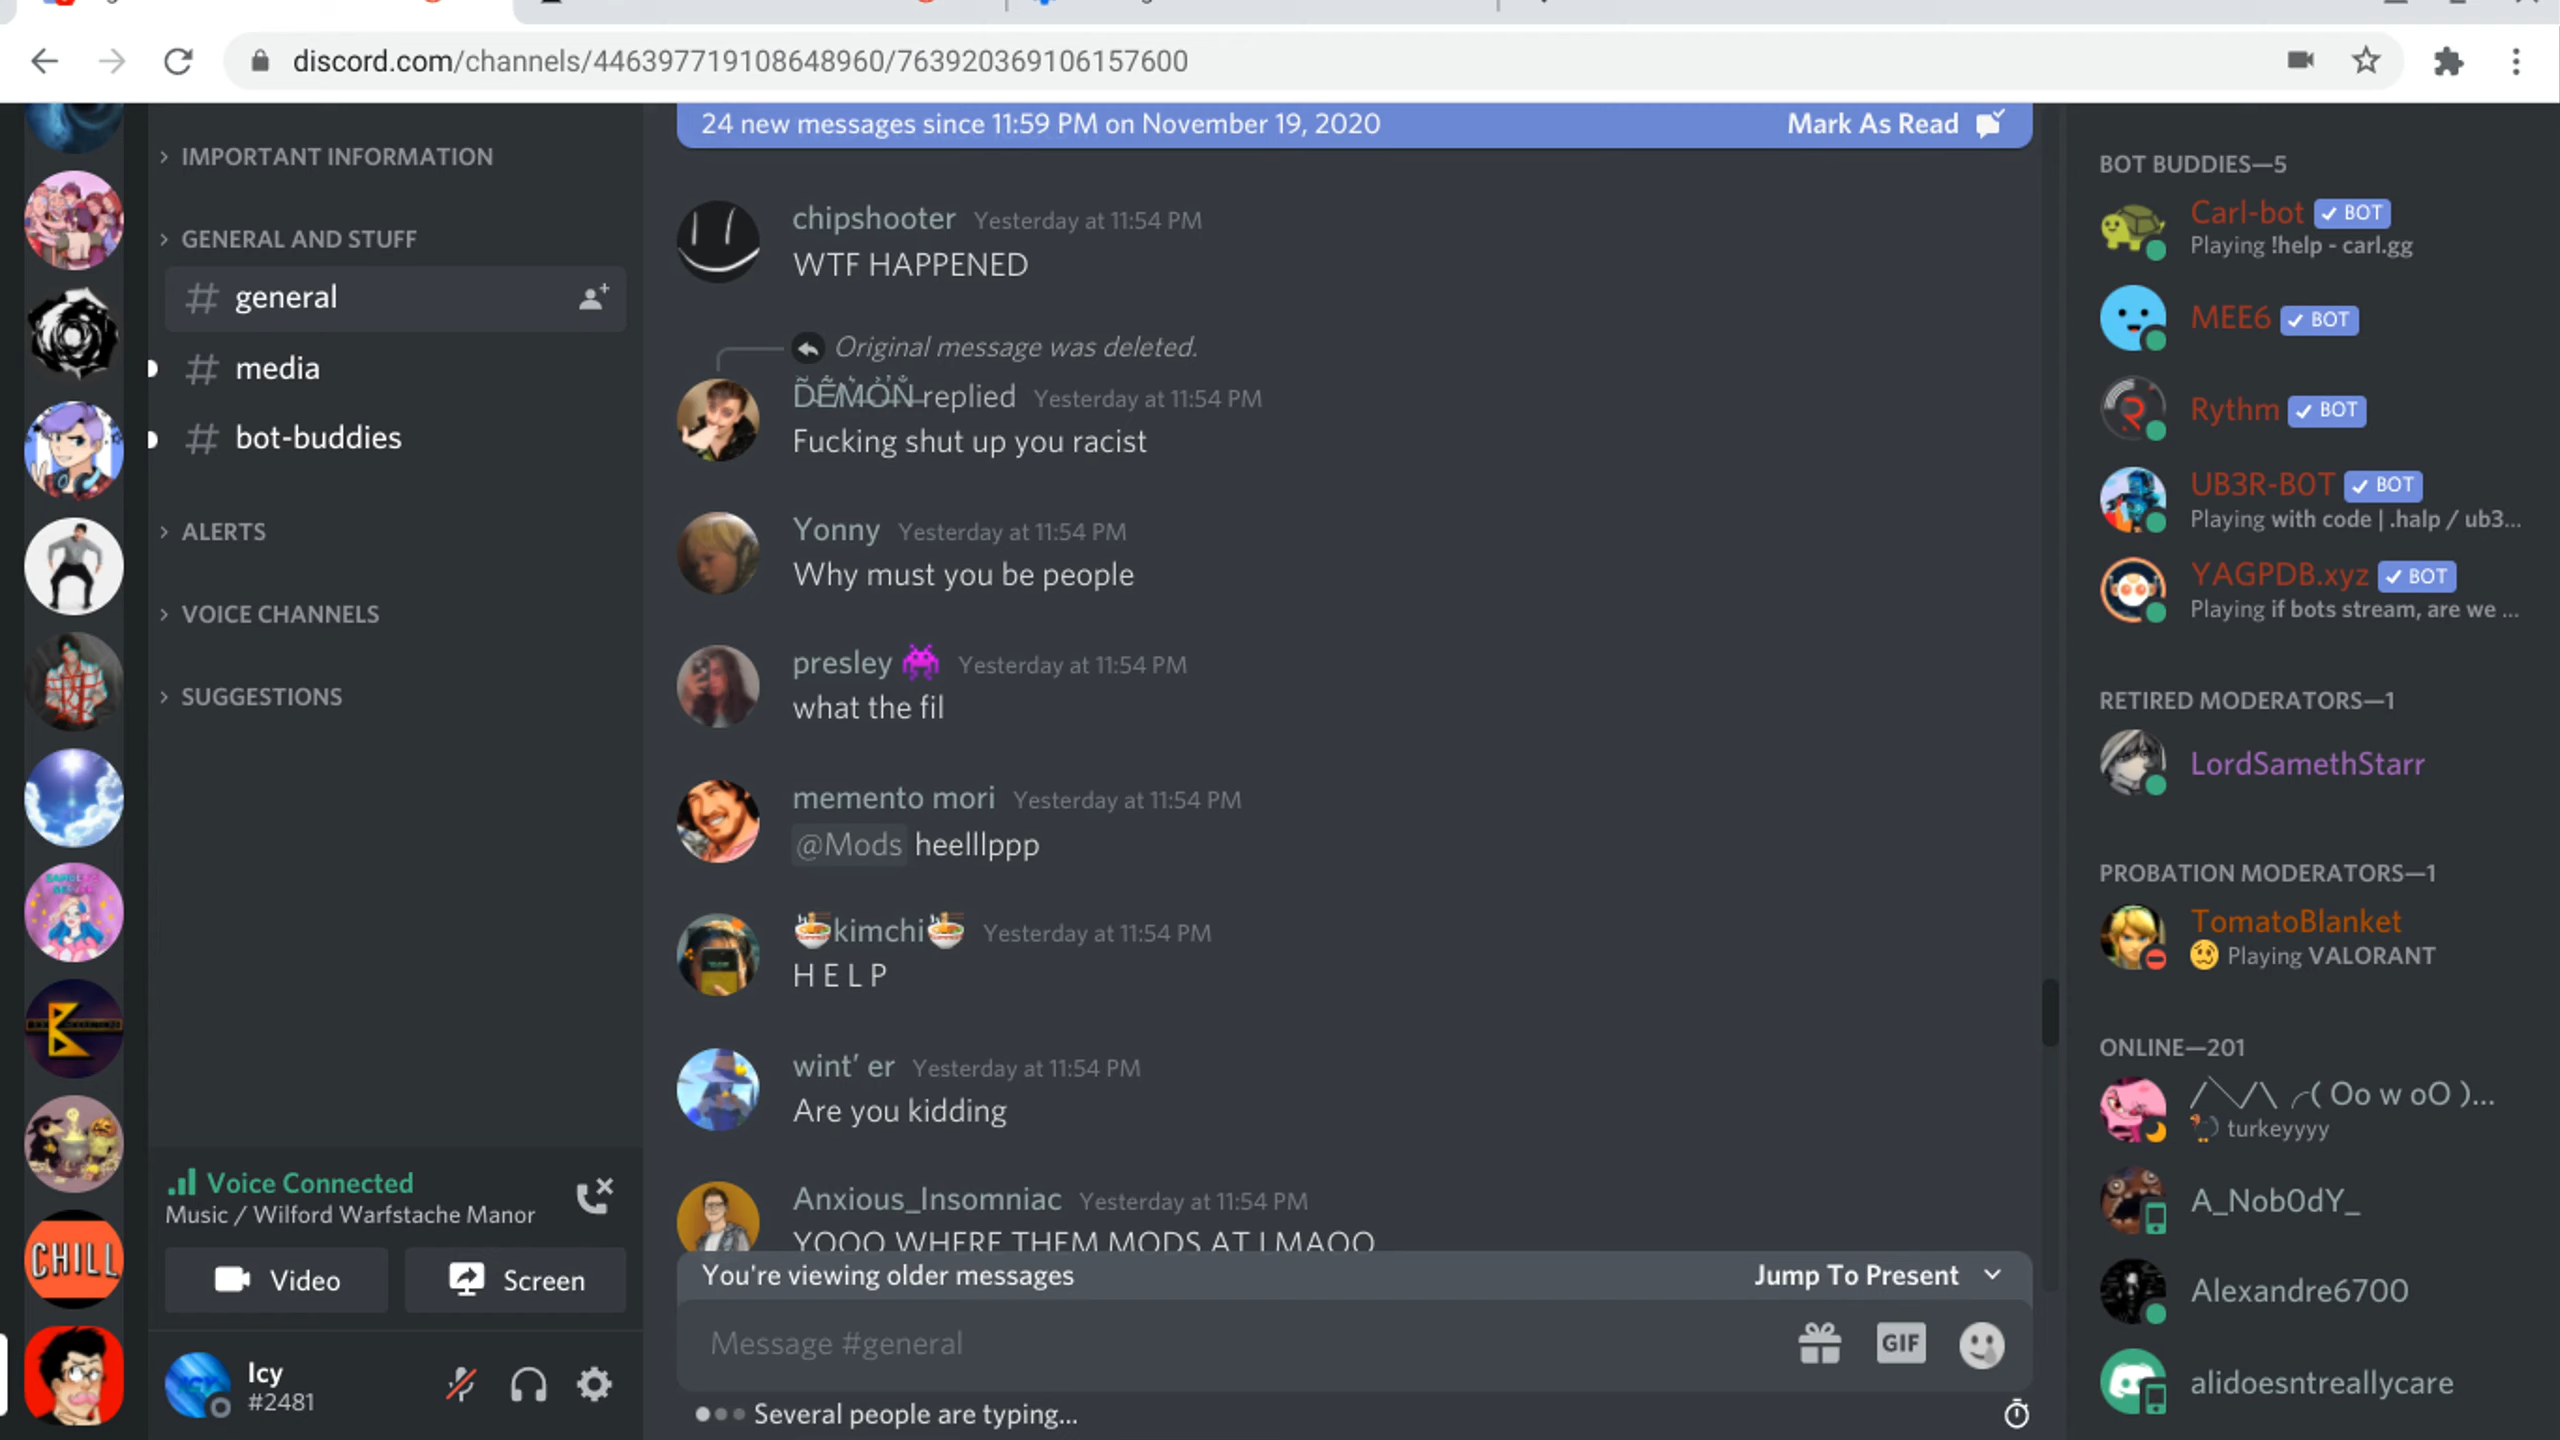 discord.com/channels/446397719108648960/763920369106157600
24 new messages since 11:59 PM on November 19, 2020
Mark As Read
IMPORTANT INFORMATION
GENERAL AND STUFF
general
media
bot-buddies
ALERTS
VOICE CHANNELS
SUGGESTIONS
CHILL
Voice Connected
Music / Wilford Warfstache Manor
Video
Screen
Icy
#2481
chipshooter Yesterday at 11:54 PM
WTF HAPPENED
Original message was deleted.
DEMON replied Yesterday at 11:54 PM
Fucking shut up you racist
Yonny Yesterday at 11:54 PM
Why must you be people
presley 👾 Yesterday at 11:54 PM
what the fil
memento mori Yesterday at 11:54 PM
@Mods heelllppp
🍜kimchi🍜 Yesterday at 11:54 PM
H E L P
wint' er Yesterday at 11:54 PM
Are you kidding
Anxious_Insomniac Yesterday at 11:54 PM
YOOO WHERE THEM MODS AT LMAOO
You're viewing older messages
Jump To Present
Message #general
GIF
Several people are typing...
BOT BUDDIES—5
Carl-bot ✓ BOT
Playing !help - carl.gg
MEE6 ✓ BOT
Rythm ✓ BOT
UB3R-B0T ✓ BOT
Playing with code | .halp / ub3...
YAGPDB.xyz ✓ BOT
Playing if bots stream, are we ...
RETIRED MODERATORS—1
LordSamethStarr
PROBATION MODERATORS—1
TomatoBlanket
Playing VALORANT
ONLINE—201
/╲/\ ╭( Oo w oO )...
turkeyyyy
A_Nob0dY_
Alexandre6700
alidoesntreallycare